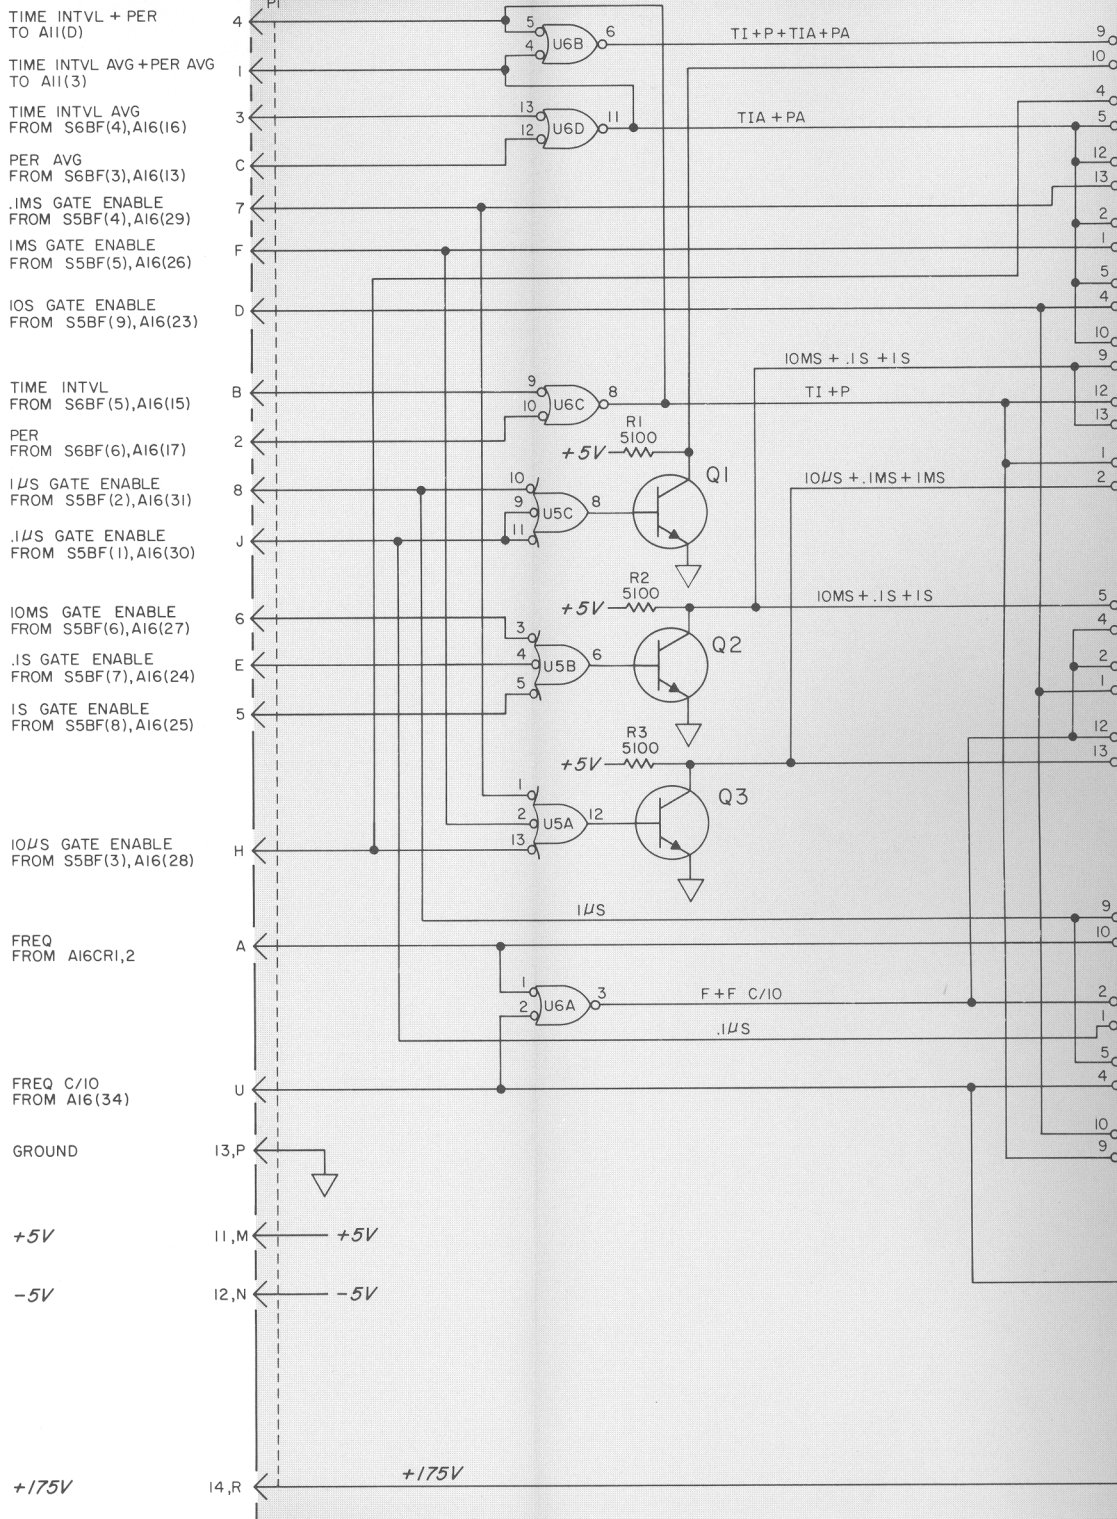 P1
TIME INTVL + PER
TO A11(D)
4
5
4
U6B
6
TI+P+TIA+PA
9
10
TIME INTVL AVG+PER AVG
TO A11(3)
1
TIME INTVL AVG
FROM S6BF(4),A16(16)
3
13
12
U6D
11
TIA + PA
4
5
PER AVG
FROM S6BF(3),A16(13)
C
12
13
.1MS GATE ENABLE
FROM S5BF(4),A16(29)
7
2
1MS GATE ENABLE
FROM S5BF(5),A16(26)
F
1
5
10S GATE ENABLE
FROM S5BF(9),A16(23)
D
4
10
10MS + .1S + 1S
9
TIME INTVL
FROM S6BF(5),A16(15)
B
9
10
U6C
8
TI+P
12
13
PER
FROM S6BF(6),A16(17)
2
R1
5100
+5V
1
1µS GATE ENABLE
FROM S5BF(2),A16(31)
8
10
9
11
U5C
8
Q1
10µS + .1MS + 1MS
2
.1µS GATE ENABLE
FROM S5BF(1),A16(30)
J
R2
5100
+5V
10MS + .1S + 1S
5
4
10MS GATE ENABLE
FROM S5BF(6),A16(27)
6
3
4
5
U5B
6
Q2
2
1
.1S GATE ENABLE
FROM S5BF(7),A16(24)
E
1S GATE ENABLE
FROM S5BF(8),A16(25)
5
R3
5100
+5V
12
13
1
2
13
U5A
12
Q3
10µS GATE ENABLE
FROM S5BF(3),A16(28)
H
1µS
9
FREQ
FROM A16CR1,2
A
10
1
2
U6A
3
F+F C/10
2
.1µS
1
5
FREQ C/10
FROM A16(34)
U
4
10
GROUND
13,P
9
+5V
11,M
+5V
-5V
12,N
-5V
+175V
14,R
+175V